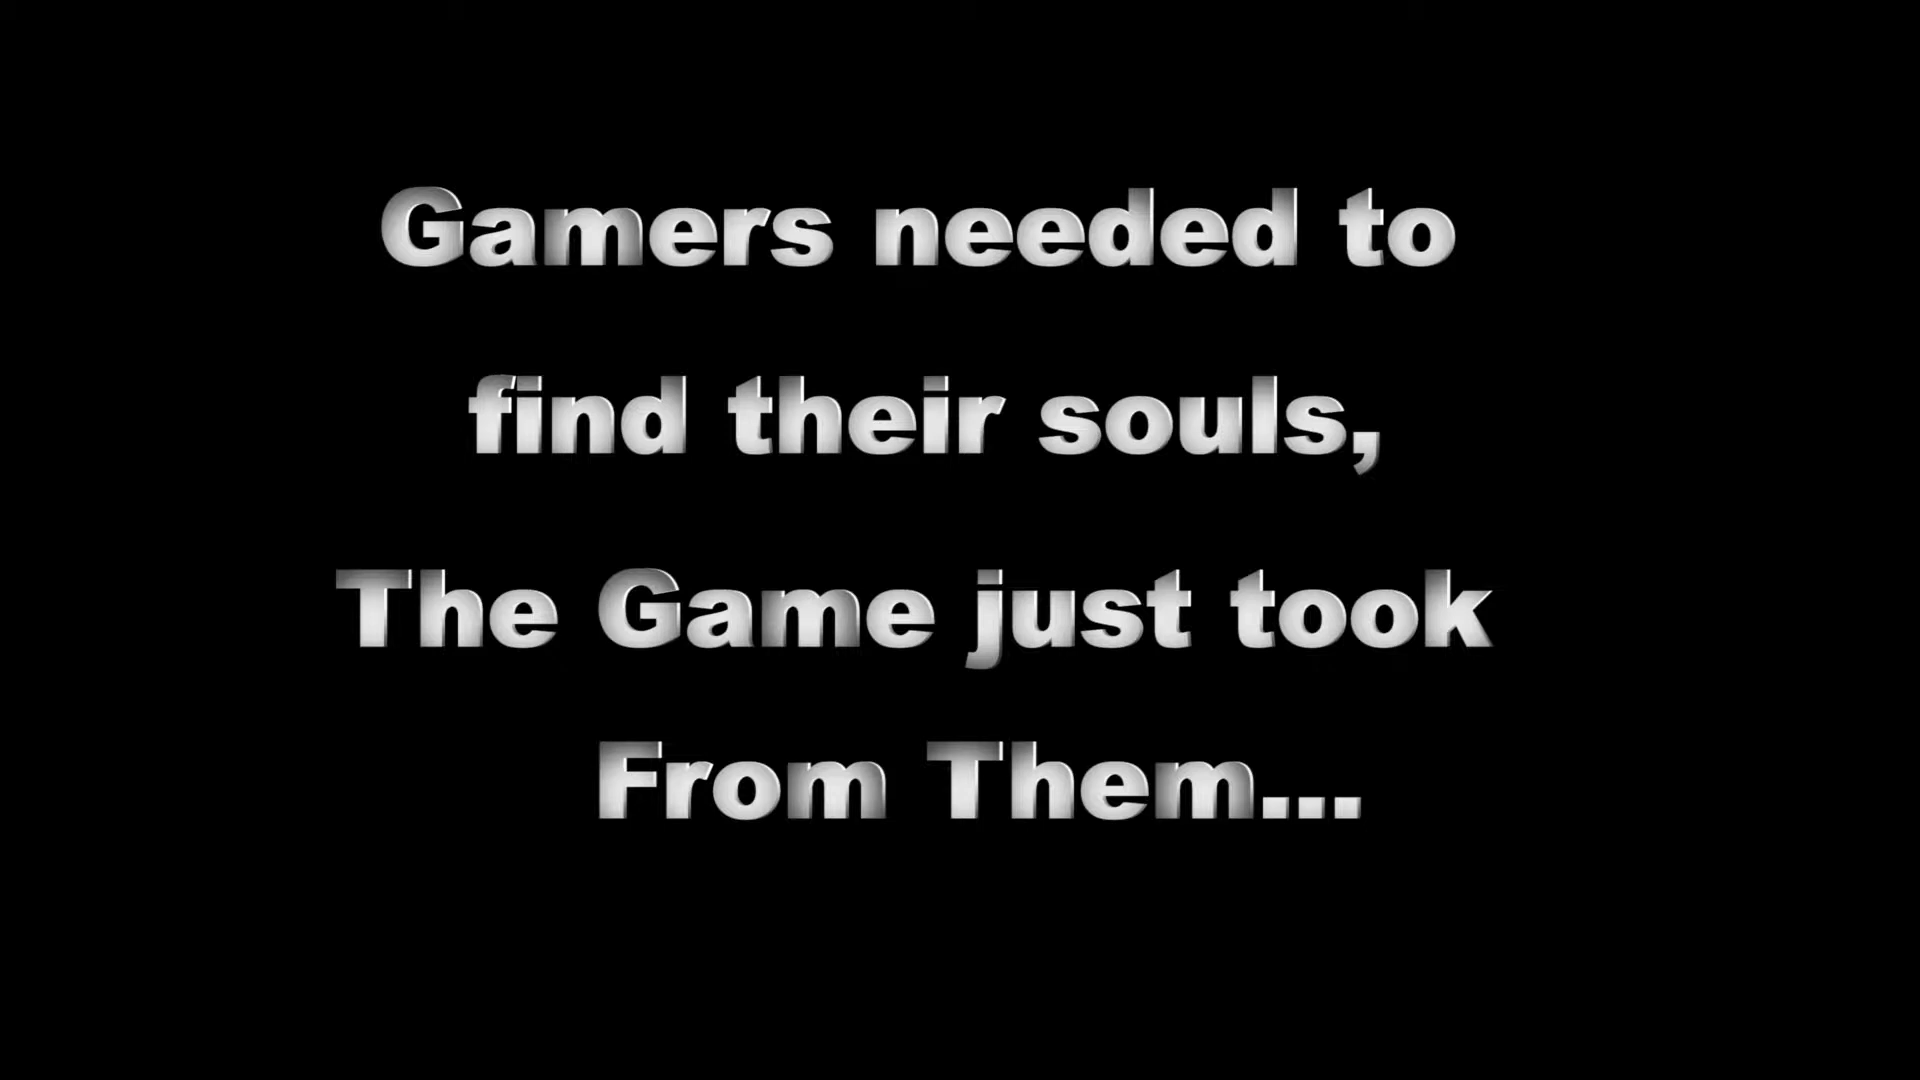 Gamers needed to
find their souls,
The Game just took
From Them...